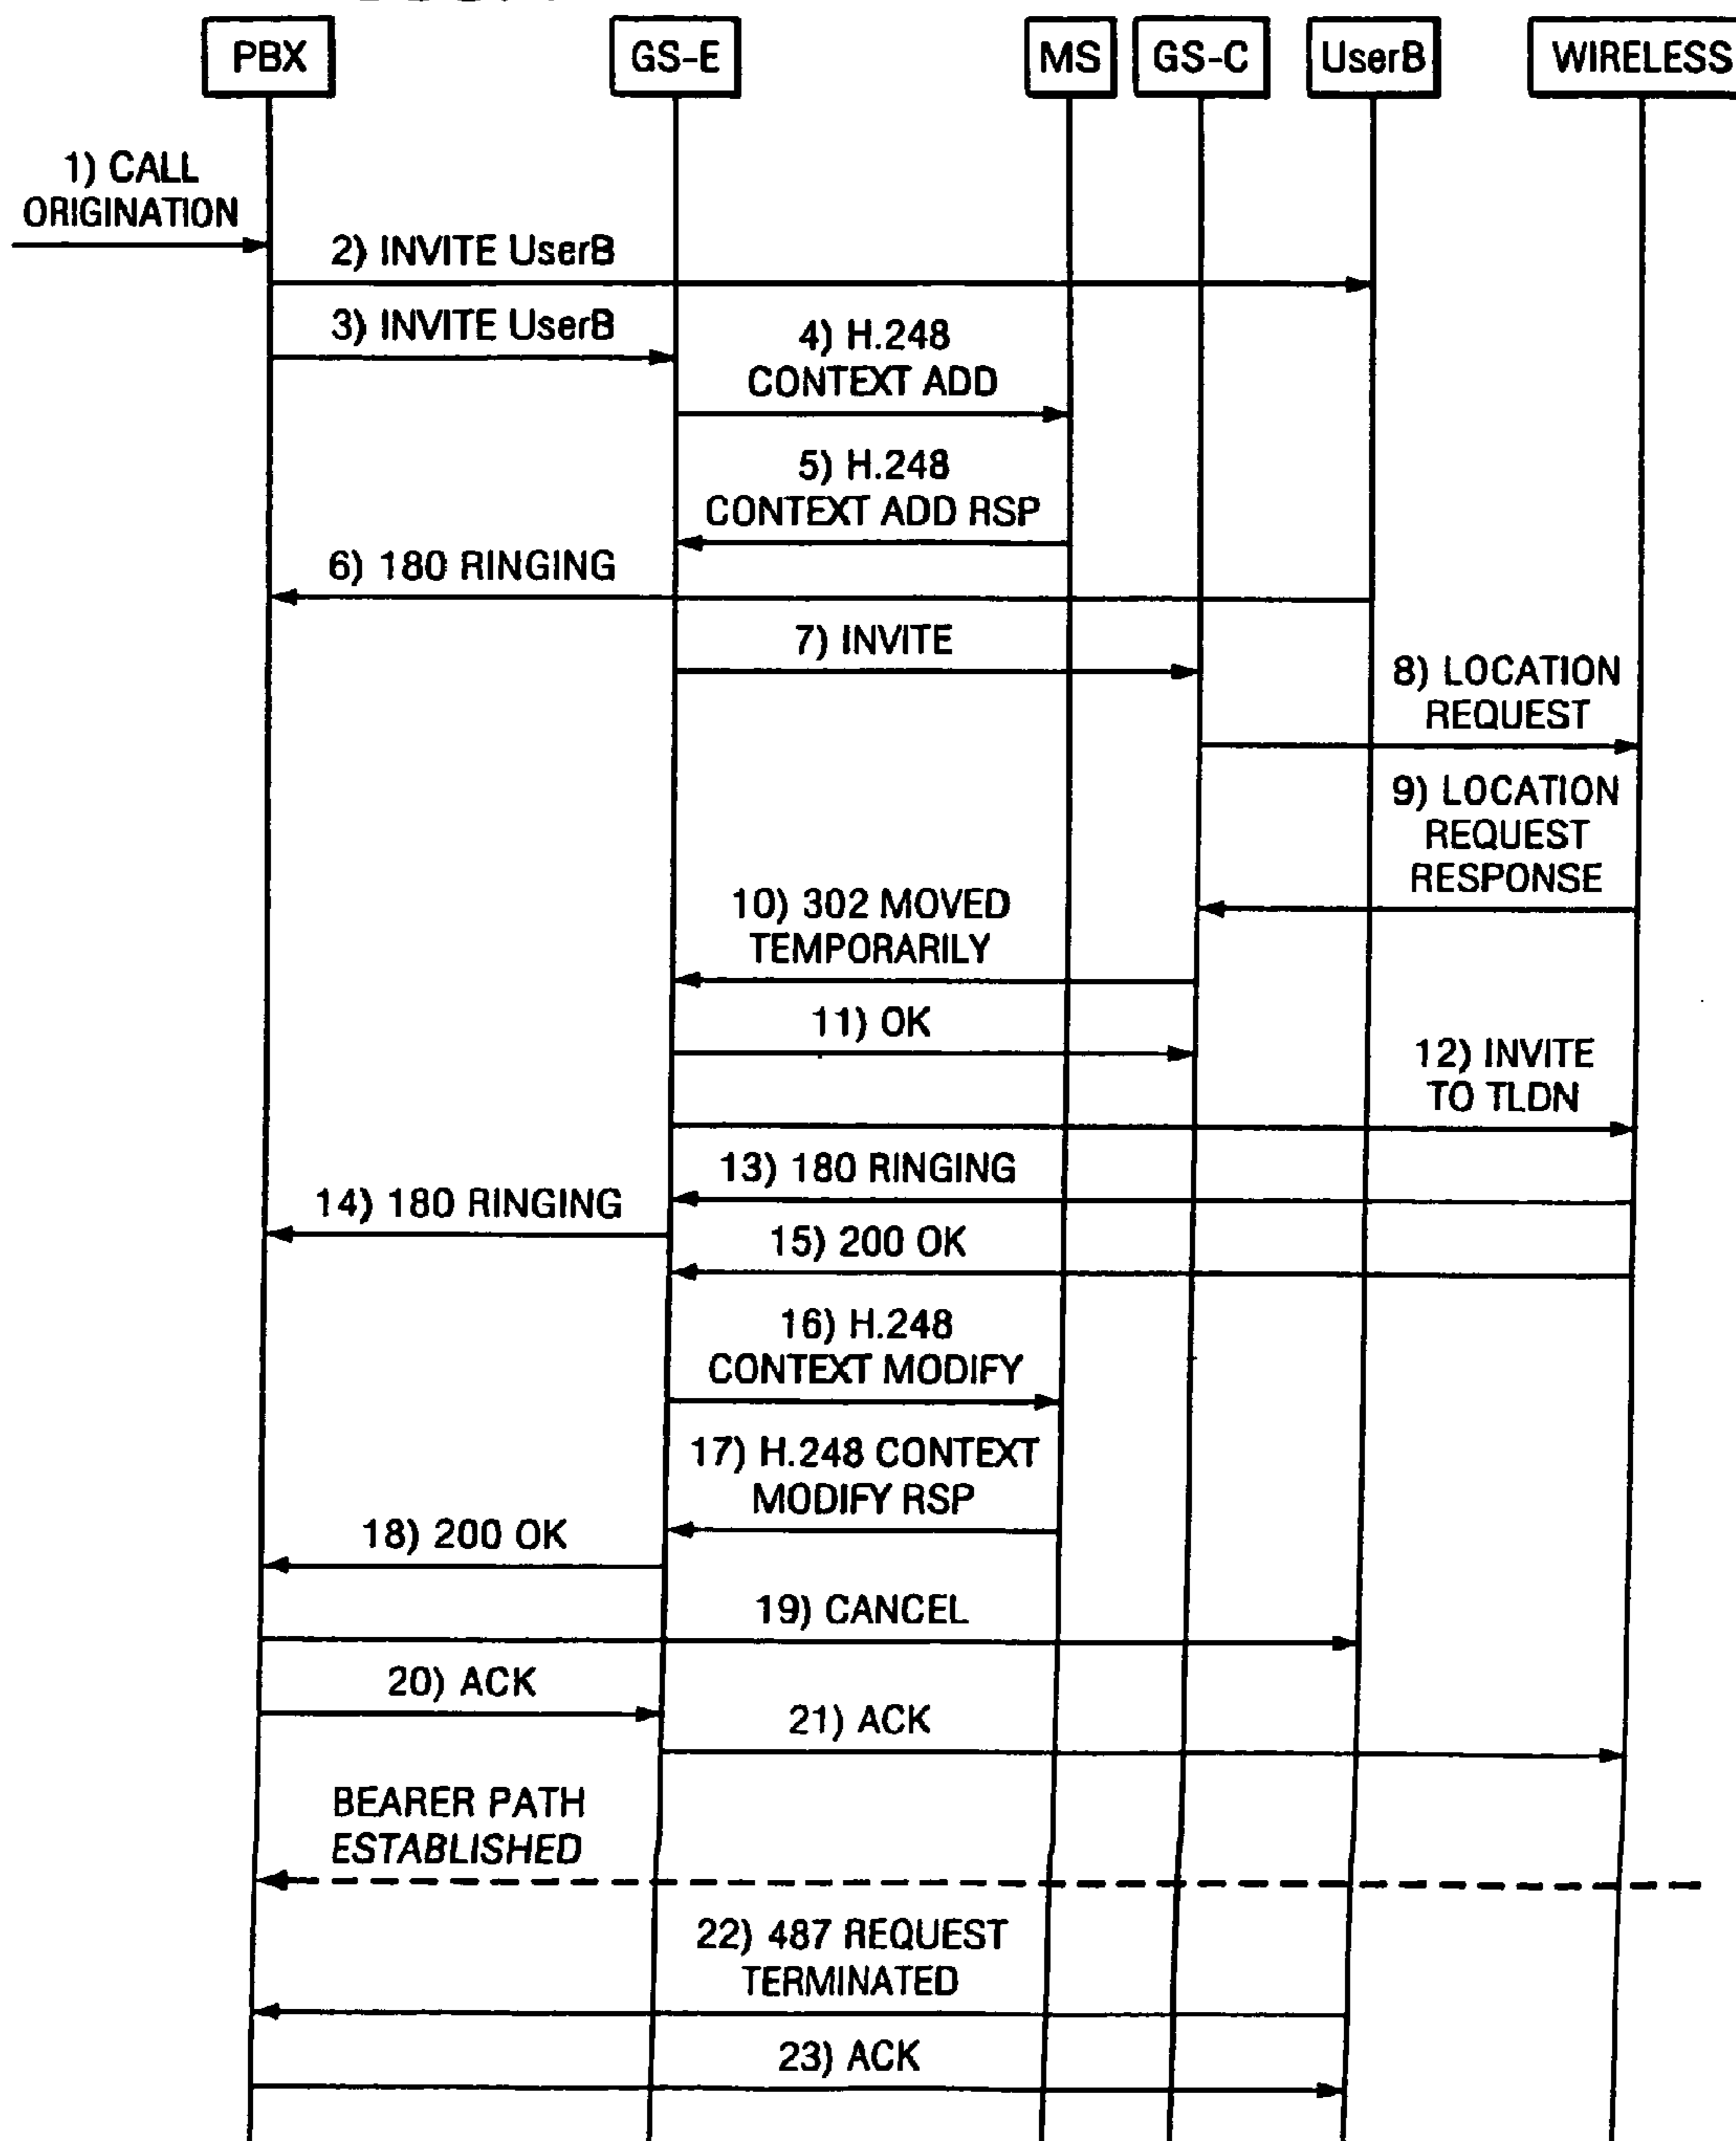 PBX
GS-E
MS
GS-C
UserB
WIRELESS
1) CALL
ORIGINATION
2) INVITE UserB
3) INVITE UserB
4) H.248
CONTEXT ADD
5) H.248
CONTEXT ADD RSP
6) 180 RINGING
7) INVITE
8) LOCATION
REQUEST
9) LOCATION
REQUEST
RESPONSE
10) 302 MOVED
TEMPORARILY
11) OK
12) INVITE
TO TLDN
13) 180 RINGING
14) 180 RINGING
15) 200 OK
16) H.248
CONTEXT MODIFY
17) H.248 CONTEXT
MODIFY RSP
18) 200 OK
19) CANCEL
20) ACK
21) ACK
BEARER PATH
ESTABLISHED
22) 487 REQUEST
TERMINATED
23) ACK